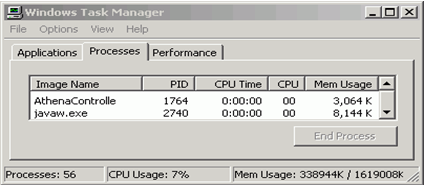 Windows Task Manager
File Options View Help
Applications Processes Performance
Image Name PID CPU Time CPU Mem Usage
AthenaControlle 1764 0:00:00 00 3,064 K
javaw.exe 2740 0:00:00 00 8,144 K
End Process
Processes: 56 CPU Usage: 7% Mem Usage: 338944K / 1619008K